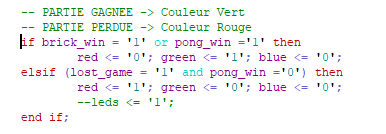 -- PARTIE GAGNEE -> Couleur Vert
-- PARTIE PERDUE -> Couleur Rouge
if brick_win = '1' or pong_win ='1' then
red <= '0'; green <= '1'; blue <= '0';
elsif (lost_game = '1' and pong_win ='0') then
red <= '1'; green <= '0'; blue <= '0';
--leds <= '1';
end if;